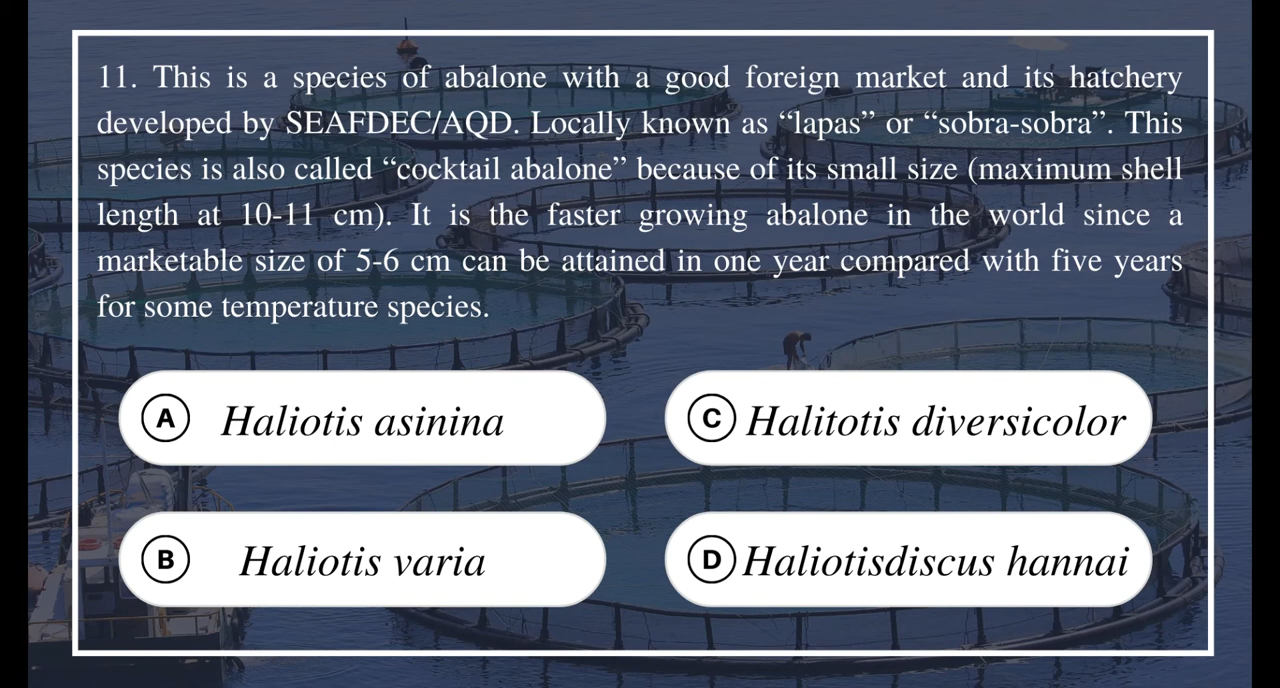 11. This is a species of abalone with a good foreign market and its hatchery
developed by SEAFDEC/AQD. Locally known as “lapas” or “sobra-sobra”. This
species is also called “cocktail abalone” because of its small size (maximum shell
length at 10-11 cm). It is the faster growing abalone in the world since a
marketable size of 5-6 cm can be attained in one year compared with five years
for some temperature species.
A Haliotis asinina
C Halitotis diversicolor
B Haliotis varia
D Haliotisdiscus hannai